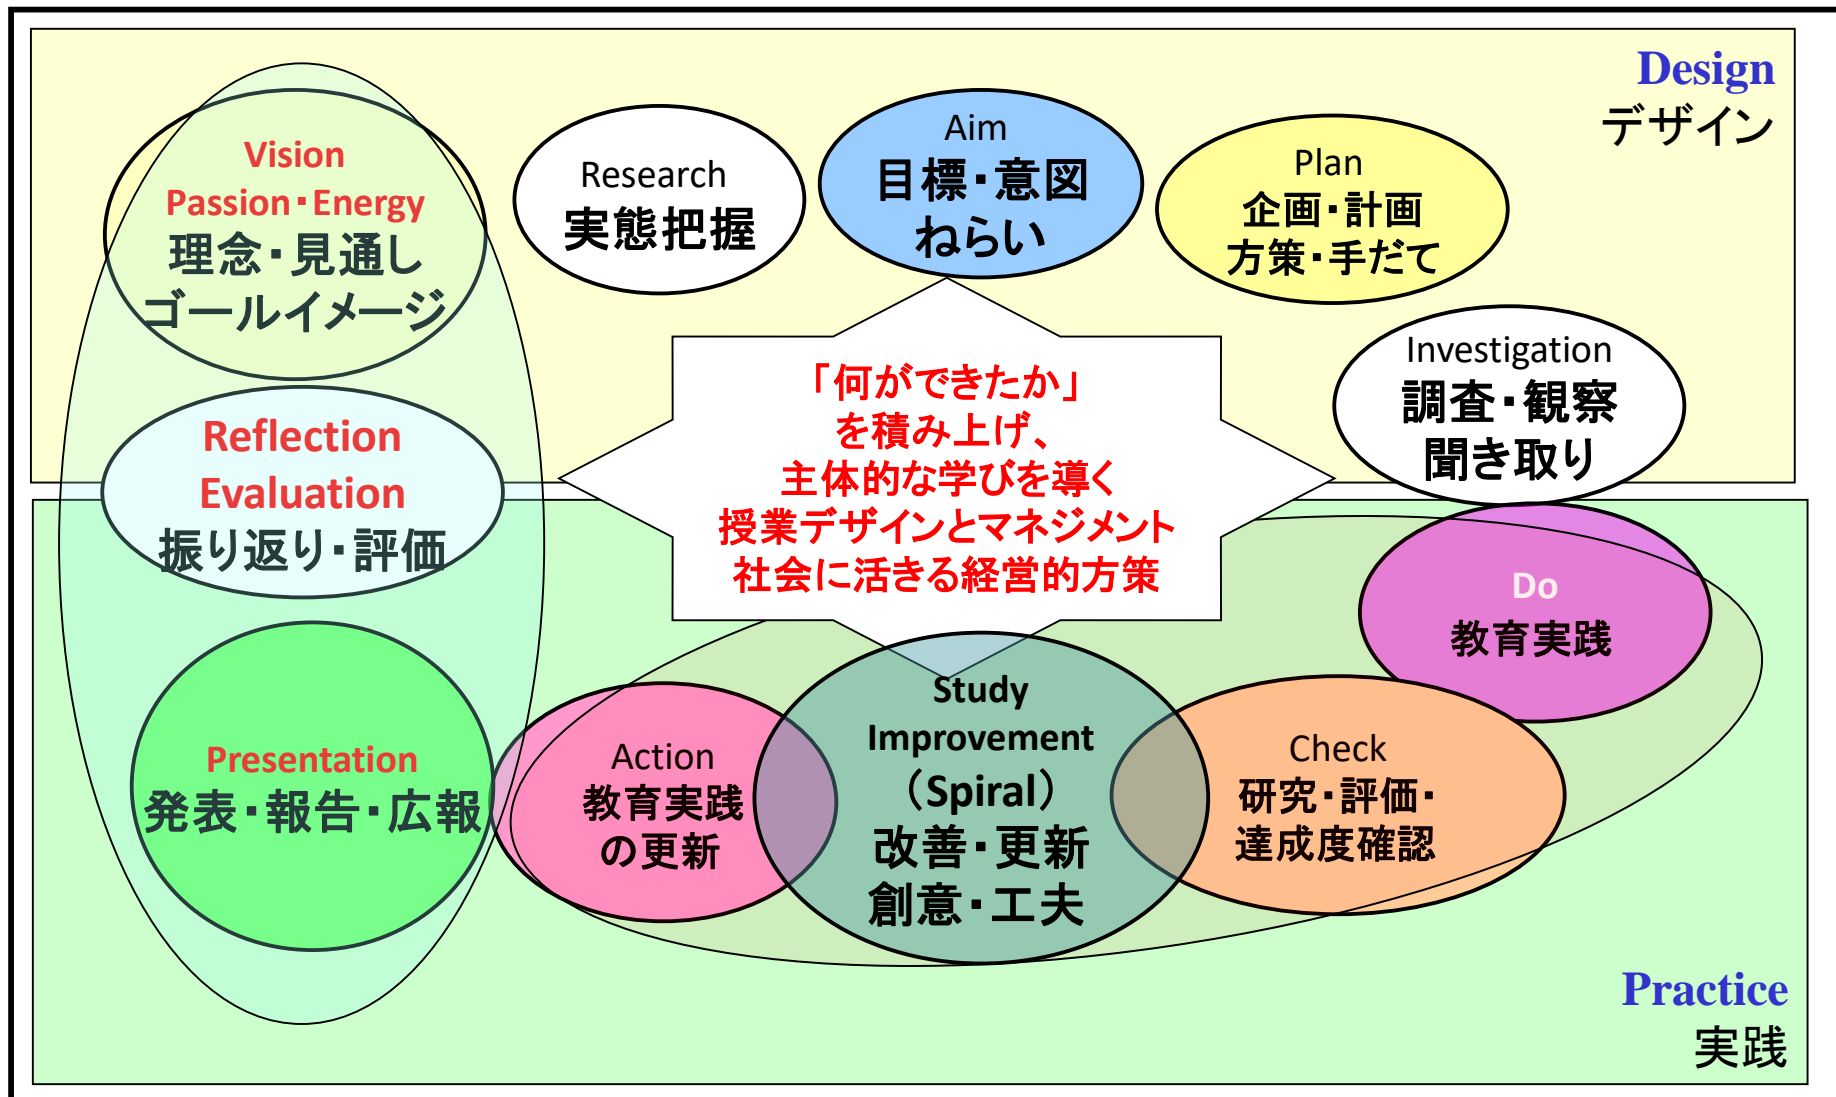 Design
デザイン
Vision
Passion・Energy
理念・見通し
ゴールイメージ
Research
実態把握
Aim
目標・意図
ねらい
Plan
企画・計画
方策・手だて
Investigation
調査・観察
聞き取り
「何ができたか」
を積み上げ、
主体的な学びを導く
授業デザインとマネジメント
社会に活きる経営的方策
Reflection
Evaluation
振り返り・評価
Do
教育実践
Presentation
発表・報告・広報
Action
教育実践
の更新
Study
Improvement
（Spiral）
改善・更新
創意・工夫
Check
研究・評価・
達成度確認
Practice
実践